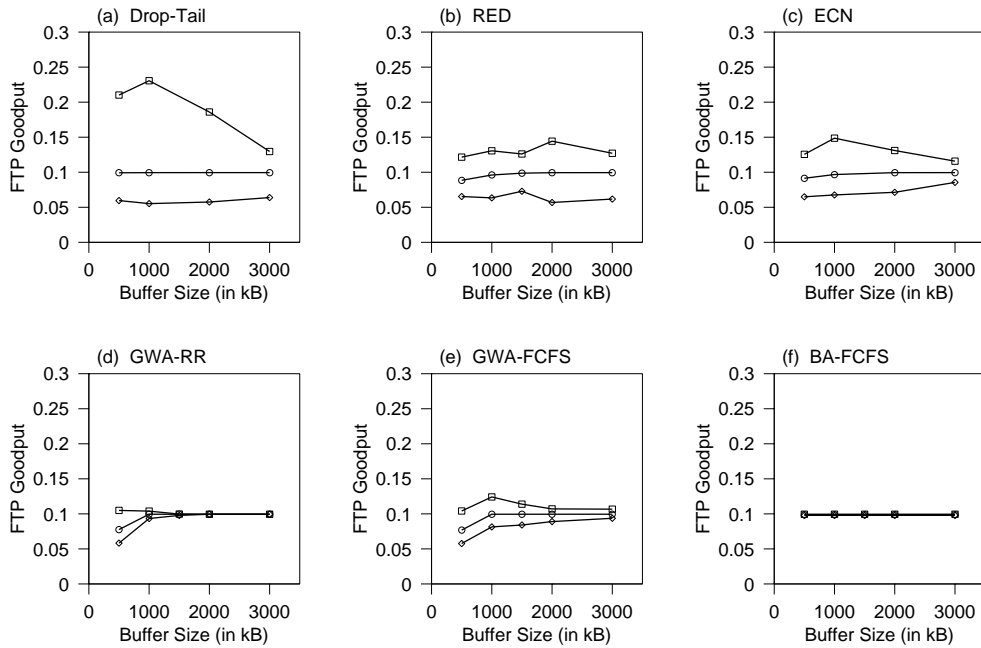 (a) Drop-Tail
0.3
0.25
0.2
0.15
0.1
0.05
0
FTP Goodput
0 1000 2000 3000
Buffer Size (in kB)
(b) RED
0.3
0.25
0.2
0.15
0.1
0.05
0
FTP Goodput
0 1000 2000 3000
Buffer Size (in kB)
(c) ECN
0.3
0.25
0.2
0.15
0.1
0.05
0
FTP Goodput
0 1000 2000 3000
Buffer Size (in kB)
(d) GWA-RR
0.3
0.25
0.2
0.15
0.1
0.05
0
FTP Goodput
0 1000 2000 3000
Buffer Size (in kB)
(e) GWA-FCFS
0.3
0.25
0.2
0.15
0.1
0.05
0
FTP Goodput
0 1000 2000 3000
Buffer Size (in kB)
(f) BA-FCFS
0.3
0.25
0.2
0.15
0.1
0.05
0
FTP Goodput
0 1000 2000 3000
Buffer Size (in kB)